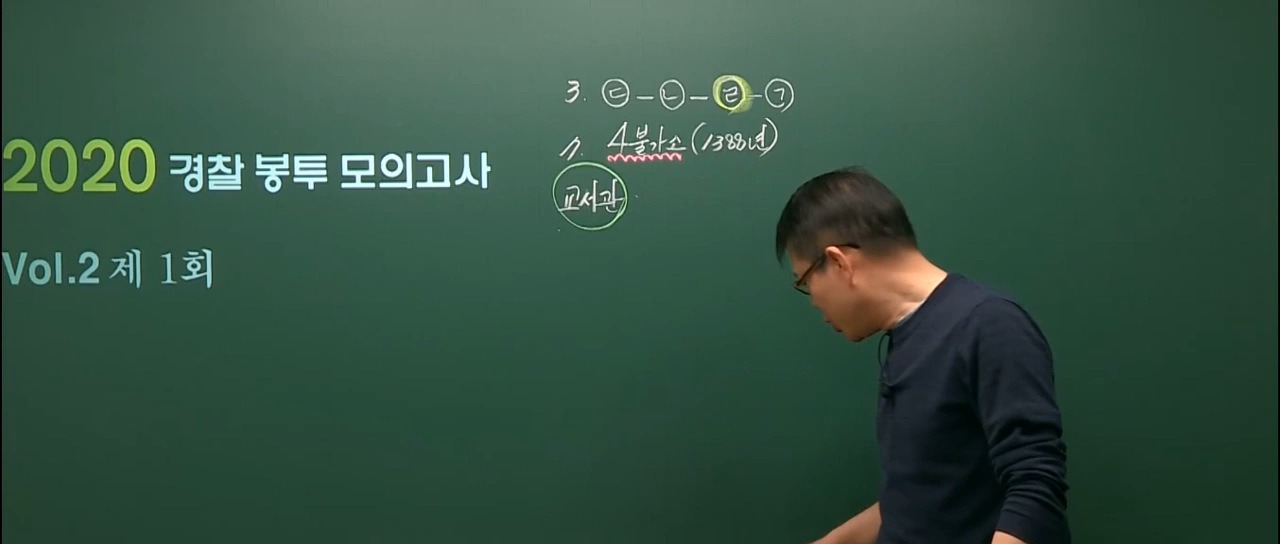 2020 경찰 봉투 모의고사
Vol.2 제 1회
3. ㉢-㉡-㉣-㉠
4불가소(1388년)
교서관